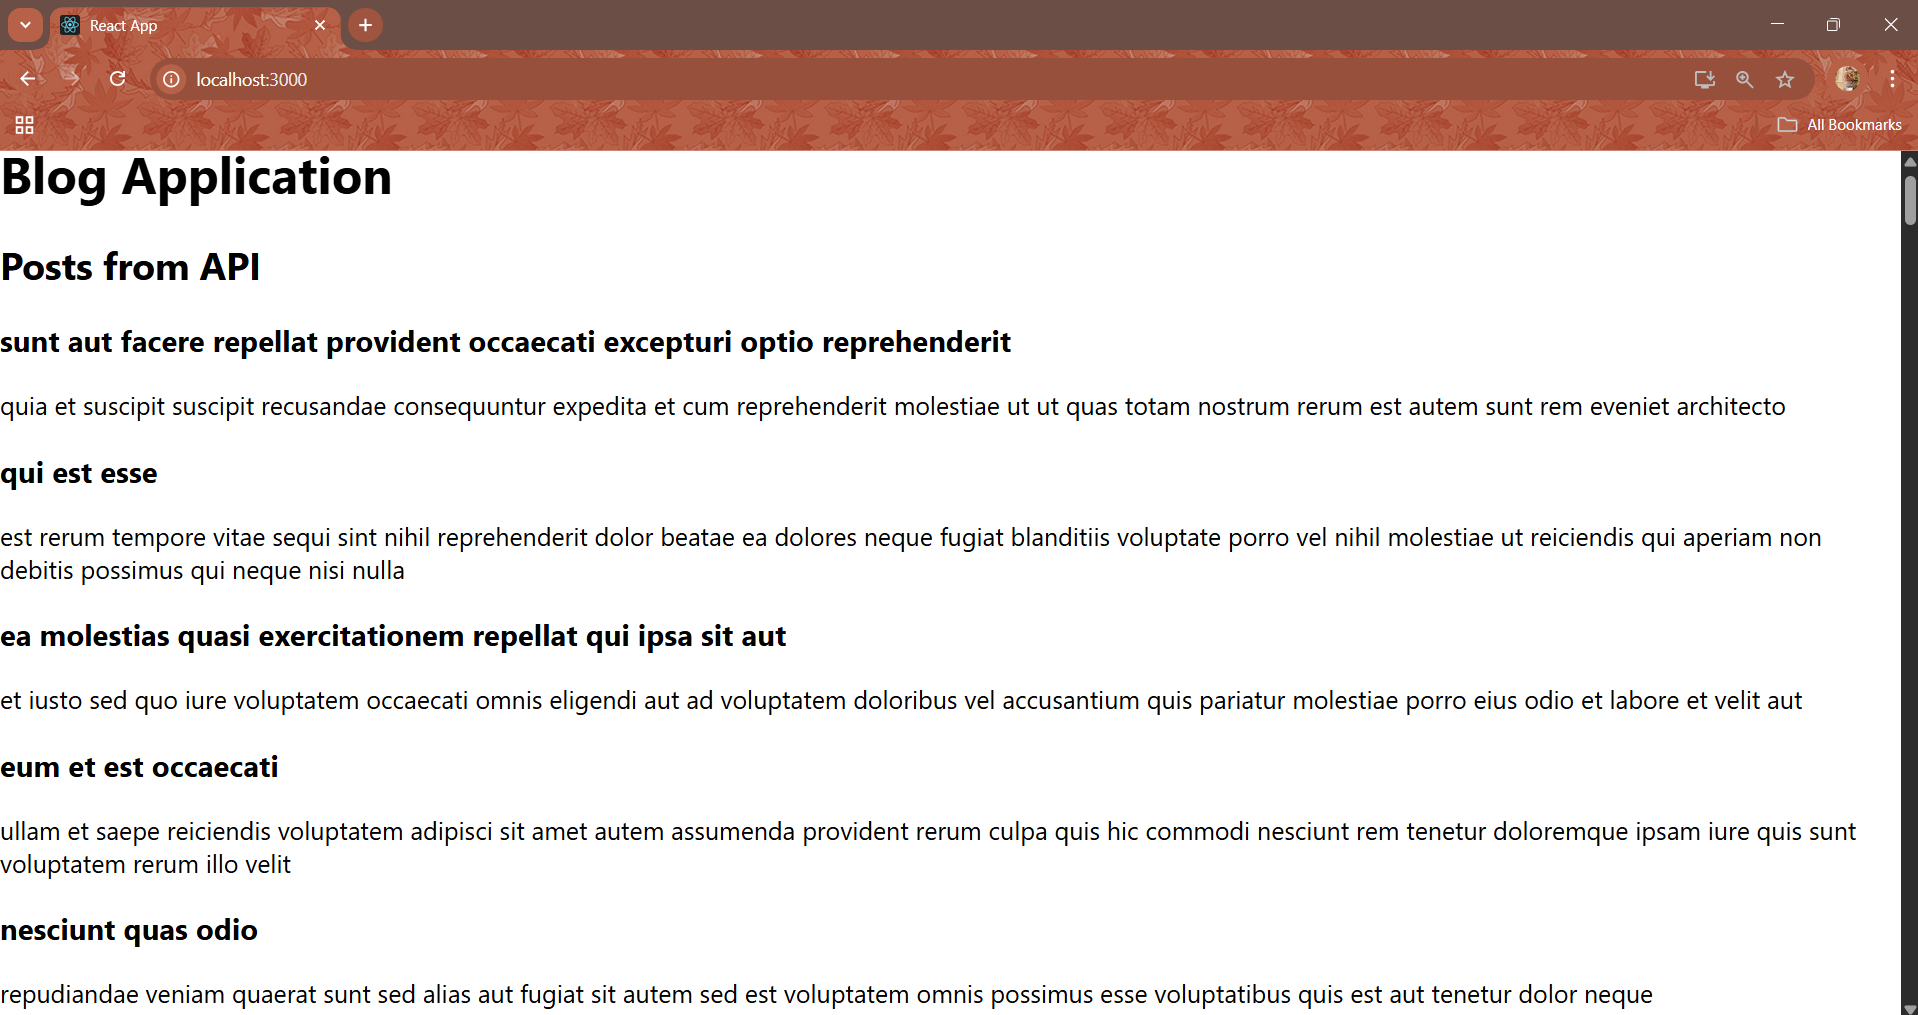 React App
localhost:3000
All Bookmarks
Blog Application
Posts from API
sunt aut facere repellat provident occaecati excepturi optio reprehenderit
quia et suscipit suscipit recusandae consequuntur expedita et cum reprehenderit molestiae ut ut quas totam nostrum rerum est autem sunt rem eveniet architecto
qui est esse
est rerum tempore vitae sequi sint nihil reprehenderit dolor beatae ea dolores neque fugiat blanditiis voluptate porro vel nihil molestiae ut reiciendis qui aperiam non
debitis possimus qui neque nisi nulla
ea molestias quasi exercitationem repellat qui ipsa sit aut
et iusto sed quo iure voluptatem occaecati omnis eligendi aut ad voluptatem doloribus vel accusantium quis pariatur molestiae porro eius odio et labore et velit aut
eum et est occaecati
ullam et saepe reiciendis voluptatem adipisci sit amet autem assumenda provident rerum culpa quis hic commodi nesciunt rem tenetur doloremque ipsam iure quis sunt
voluptatem rerum illo velit
nesciunt quas odio
repudiandae veniam quaerat sunt sed alias aut fugiat sit autem sed est voluptatem omnis possimus esse voluptatibus quis est aut tenetur dolor neque